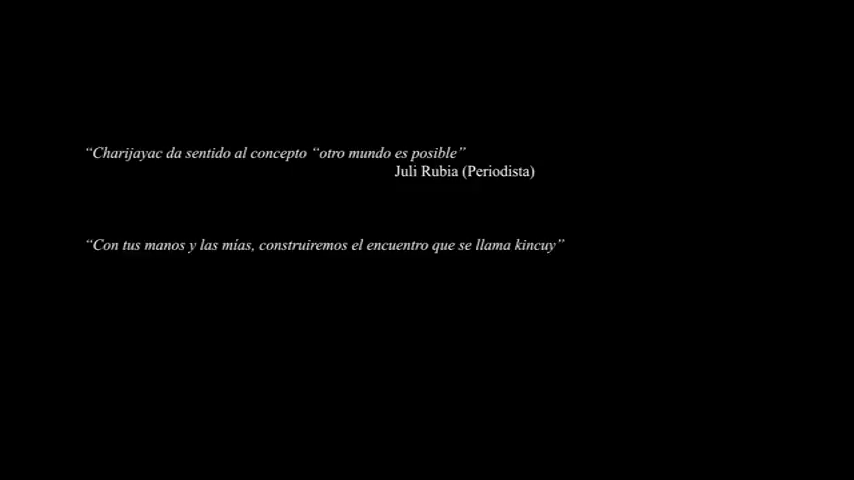 “Charijayac da sentido al concepto “otro mundo es posible”
Juli Rubia (Periodista)
“Con tus manos y las mías, construiremos el encuentro que se llama kincuy”